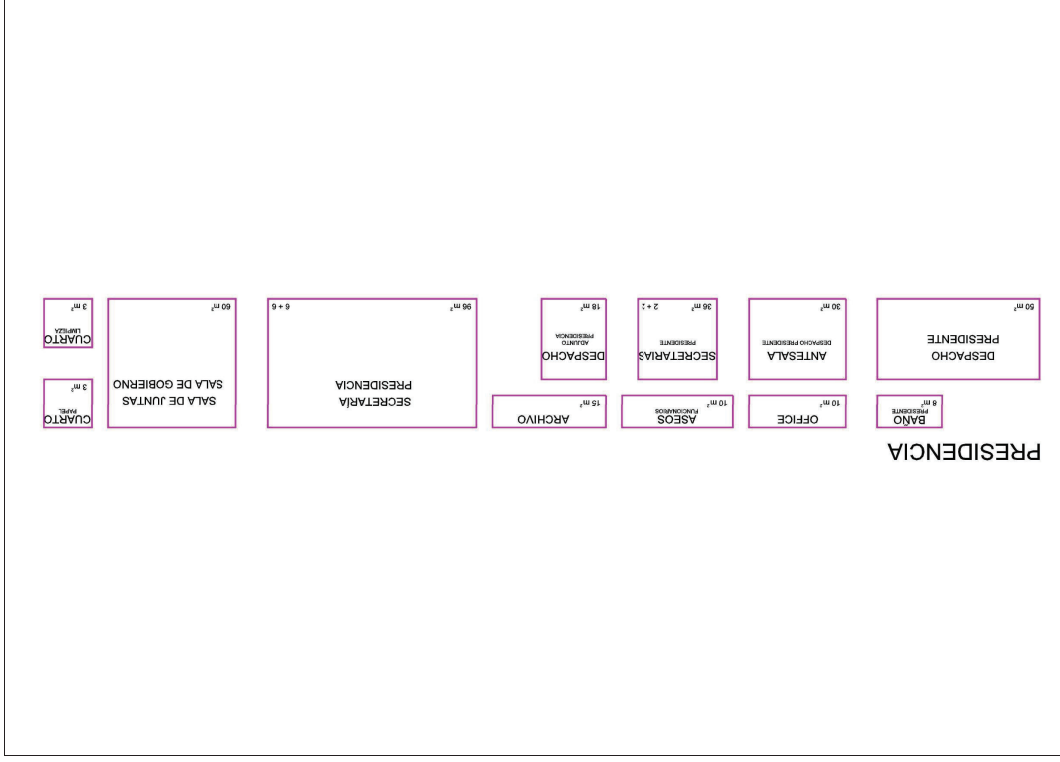 PRESIDENCIA
BAÑO
PRESIDENTE
8 m²
DESPACHO
PRESIDENTE
50 m²
OFFICE
10 m²
ANTESALA
DESPACHO PRESIDENTE
30 m²
ASEOS
FUNCIONARIOS
10 m²
SECRETARIAS
PRESIDENTE
36 m²
2 +
ARCHIVO
15 m²
DESPACHO
ADJUNTO
PRESIDENCIA
18 m²
SECRETARÍA
PRESIDENCIA
96 m²
6 + 6
SALA DE JUNTAS
SALA DE GOBIERNO
60 m²
CUARTO
PAPEL
3 m²
CUARTO
LIMPIEZA
3 m²